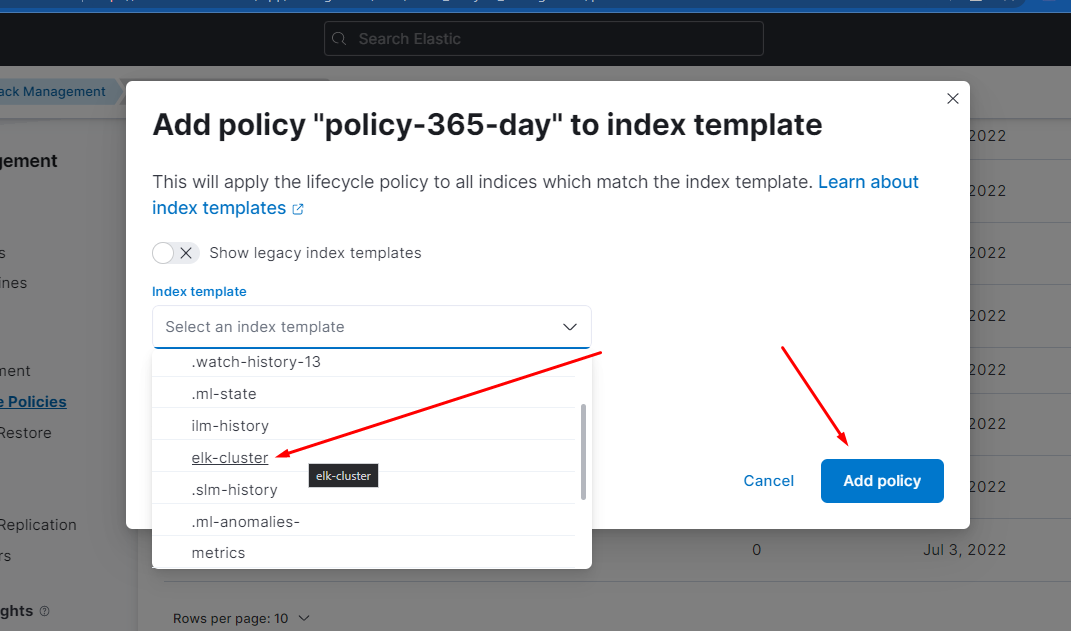 Search Elastic
ack Management
Add policy "policy-365-day" to index template
This will apply the lifecycle policy to all indices which match the index template. Learn about
index templates
Show legacy index templates
Index template
Select an index template
.watch-history-13
.ml-state
ilm-history
elk-cluster
elk-cluster
.slm-history
.ml-anomalies-
metrics
Cancel
Add policy
gement
s
ines
ment
e Policies
Restore
Replication
rs
ghts
2022
2022
2022
2022
2022
2022
2022
0
Jul 3, 2022
Rows per page: 10